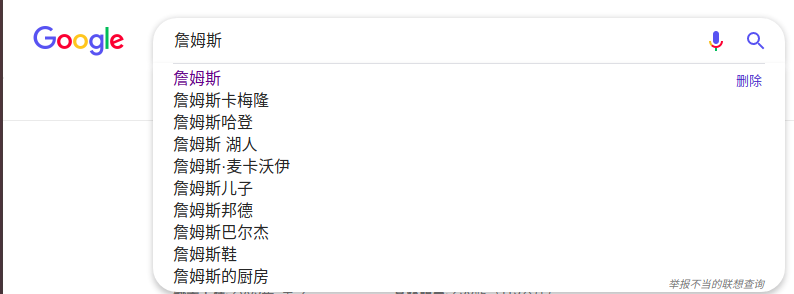 Google
詹姆斯
詹姆斯
删除
詹姆斯卡梅隆
詹姆斯哈登
詹姆斯 湖人
詹姆斯·麦卡沃伊
詹姆斯儿子
詹姆斯邦德
詹姆斯巴尔杰
詹姆斯鞋
詹姆斯的厨房
举报不当的联想查询